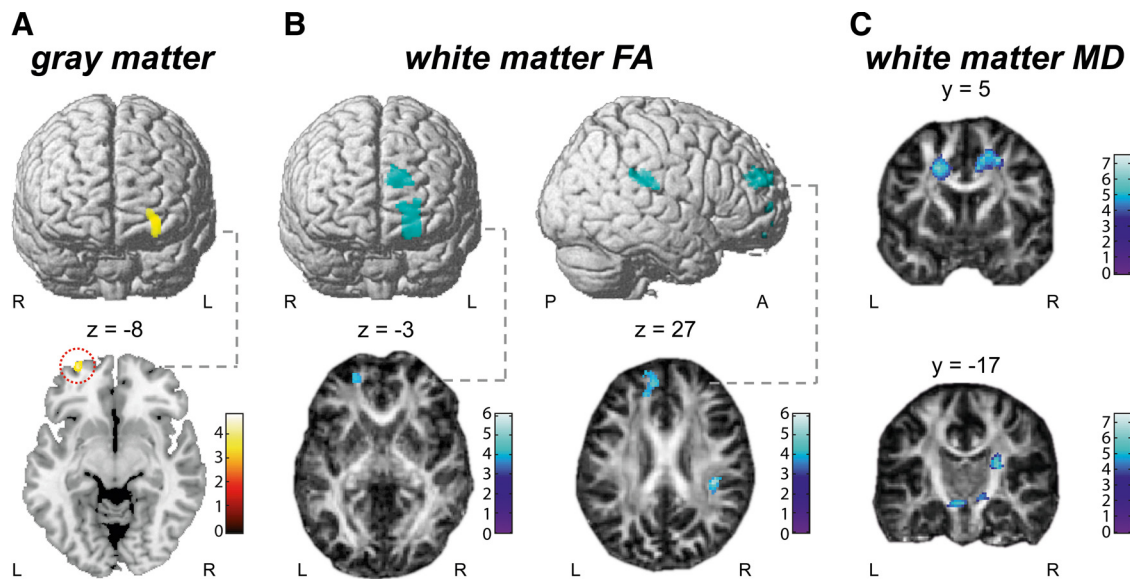 A
gray matter
R
L
z = -8
4
3
2
1
0
L
R
B
white matter FA
R
L
P
A
z = -3
z = 27
6
5
4
3
2
1
0
6
5
4
3
2
1
0
L
R
L
R
C
white matter MD
y = 5
7
6
5
4
3
2
1
0
L
R
y = -17
7
6
5
4
3
2
1
0
L
R